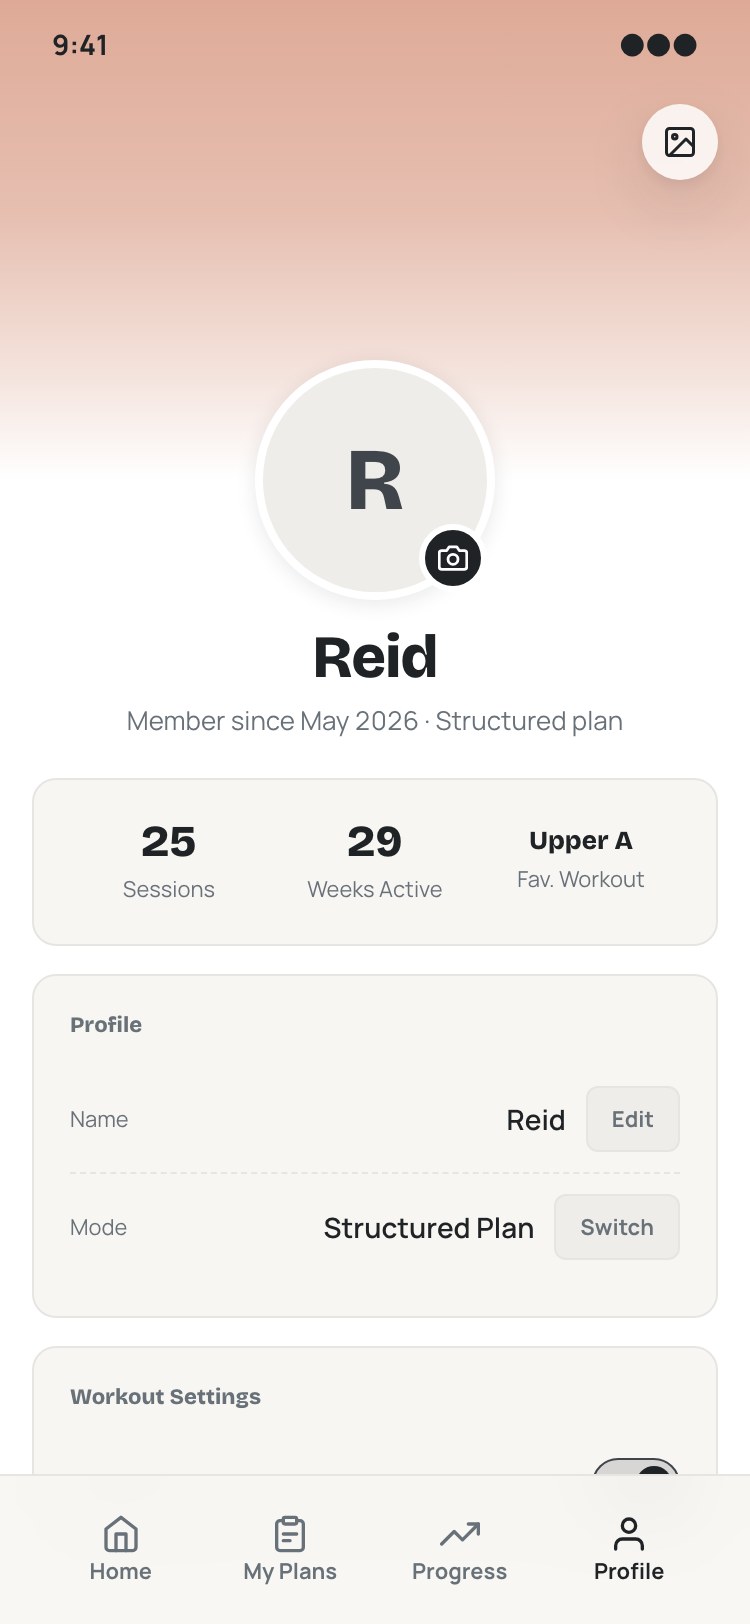 9:41
R
Reid
Member since May 2026 · Structured plan
25
Sessions
29
Weeks Active
Upper A
Fav. Workout
Profile
Name
Reid
Edit
Mode
Structured Plan
Switch
Workout Settings
Home
My Plans
Progress
Profile